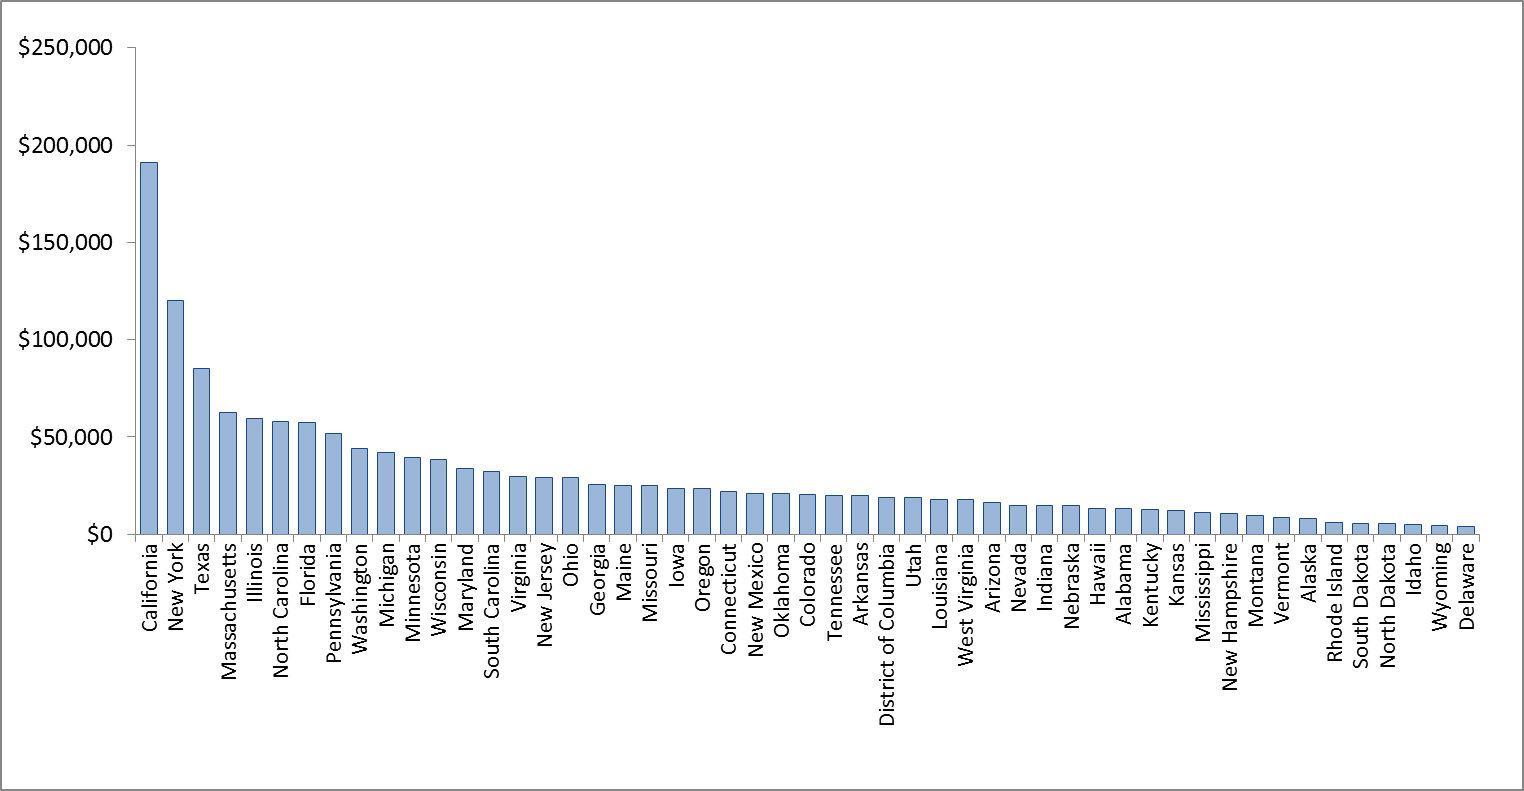 $250,000
$200,000
$150,000
$100,000
$50,000
$0
California
New York
Texas
Massachusetts
Illinois
North Carolina
Florida
Pennsylvania
Washington
Michigan
Minnesota
Wisconsin
Maryland
South Carolina
Virginia
New Jersey
Ohio
Georgia
Maine
Missouri
Iowa
Oregon
Connecticut
New Mexico
Oklahoma
Colorado
Tennessee
Arkansas
District of Columbia
Utah
Louisiana
West Virginia
Arizona
Nevada
Indiana
Nebraska
Hawaii
Alabama
Kentucky
Kansas
Mississippi
New Hampshire
Montana
Vermont
Alaska
Rhode Island
South Dakota
North Dakota
Idaho
Wyoming
Delaware